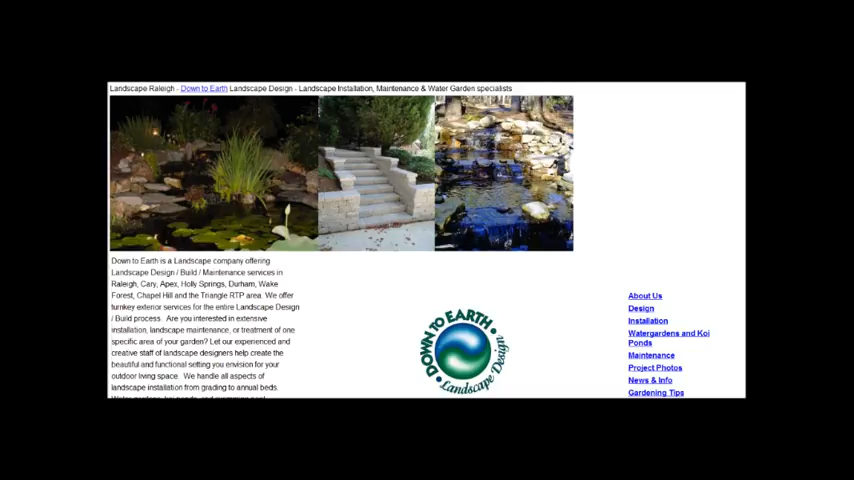 Landscape Raleigh - Down to Earth Landscape Design - Landscape Installation, Maintenance & Water Garden specialists
Down to Earth is a Landscape company offering
Landscape Design / Build / Maintenance services in
Raleigh, Cary, Apex, Holly Springs, Durham, Wake
Forest, Chapel Hill and the Triangle RTP area. We offer
turnkey exterior services for the entire Landscape Design
/ Build process.  Are you interested in extensive
installation, landscape maintenance, or treatment of one
specific area of your garden? Let our experienced and
creative staff of landscape designers help create the
beautiful and functional setting you envision for your
outdoor living space.  We handle all aspects of
landscape installation from grading to annual beds.
DOWN TO EARTH
Landscape Design
About Us
Design
Installation
Watergardens and Koi
Ponds
Maintenance
Project Photos
News & Info
Gardening Tips